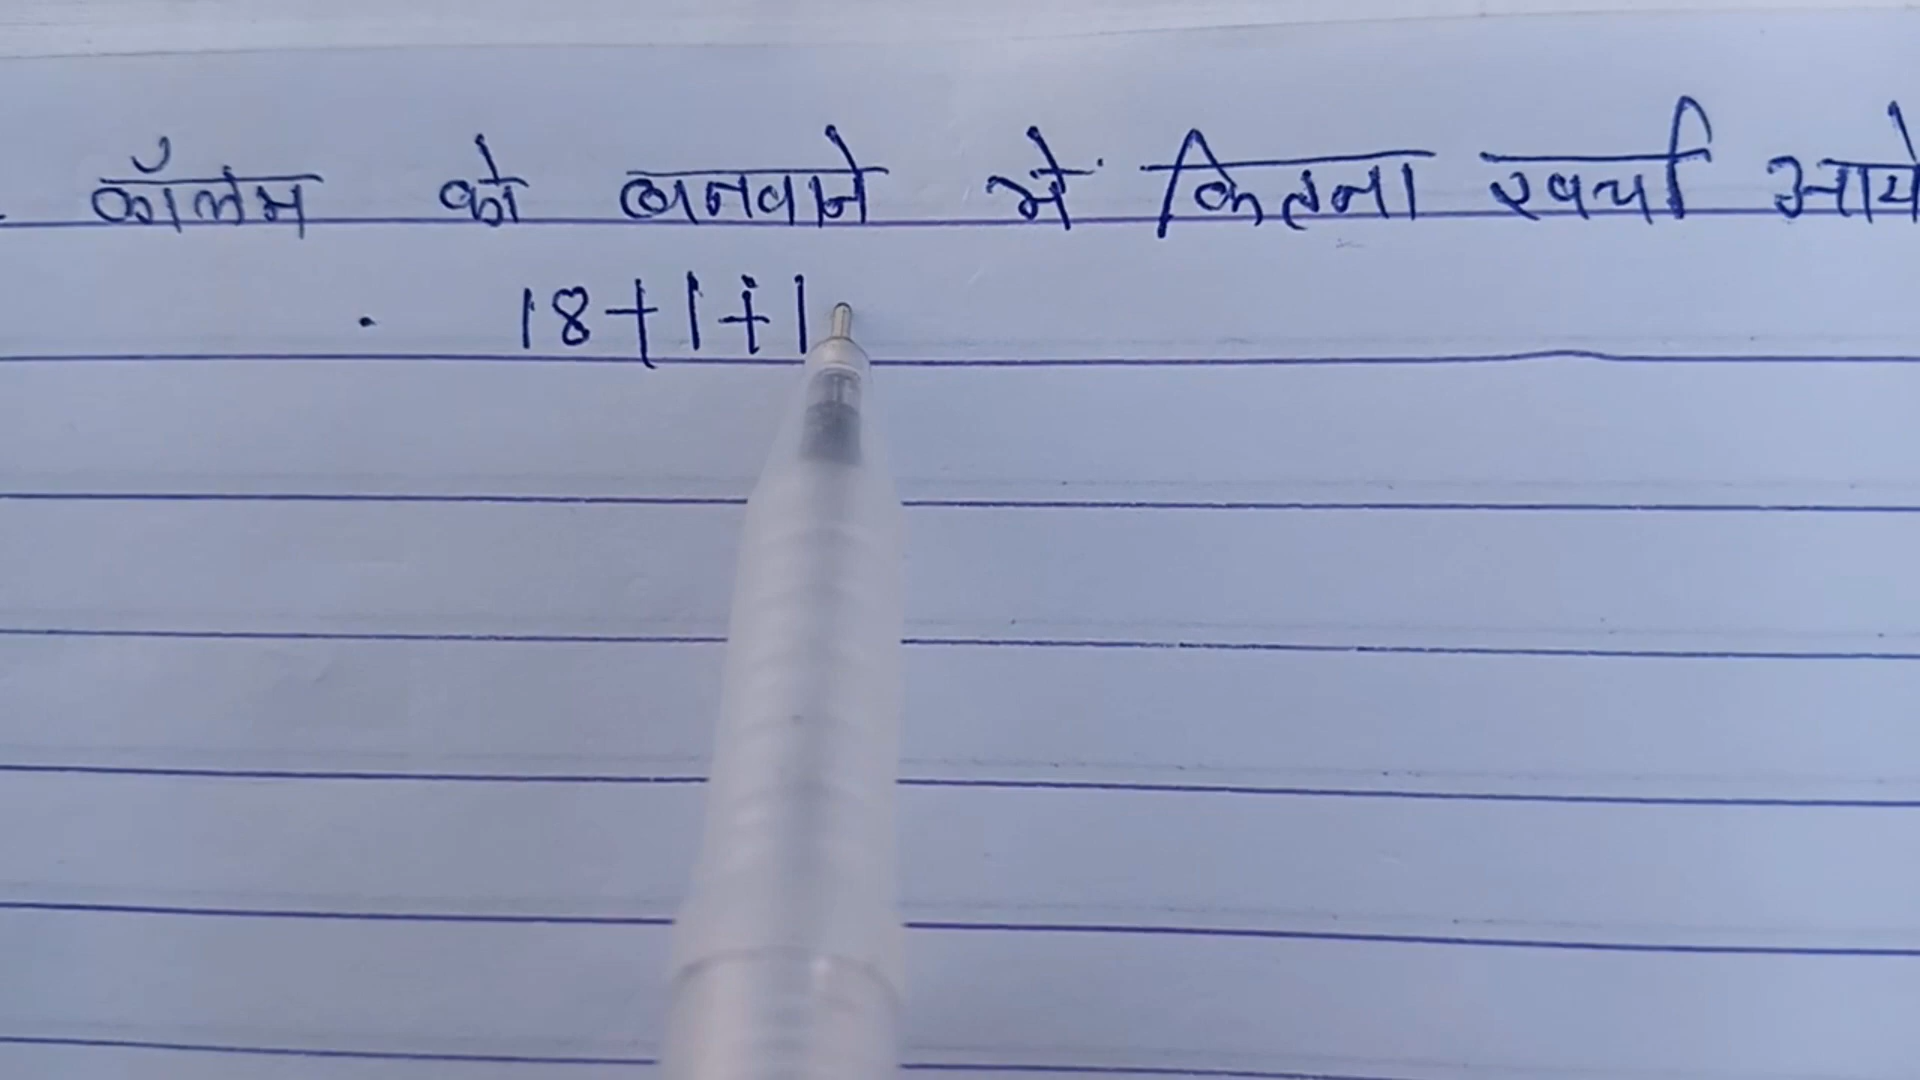 कॉलम को बनवाने में कितना खर्चा आये
18+1+1